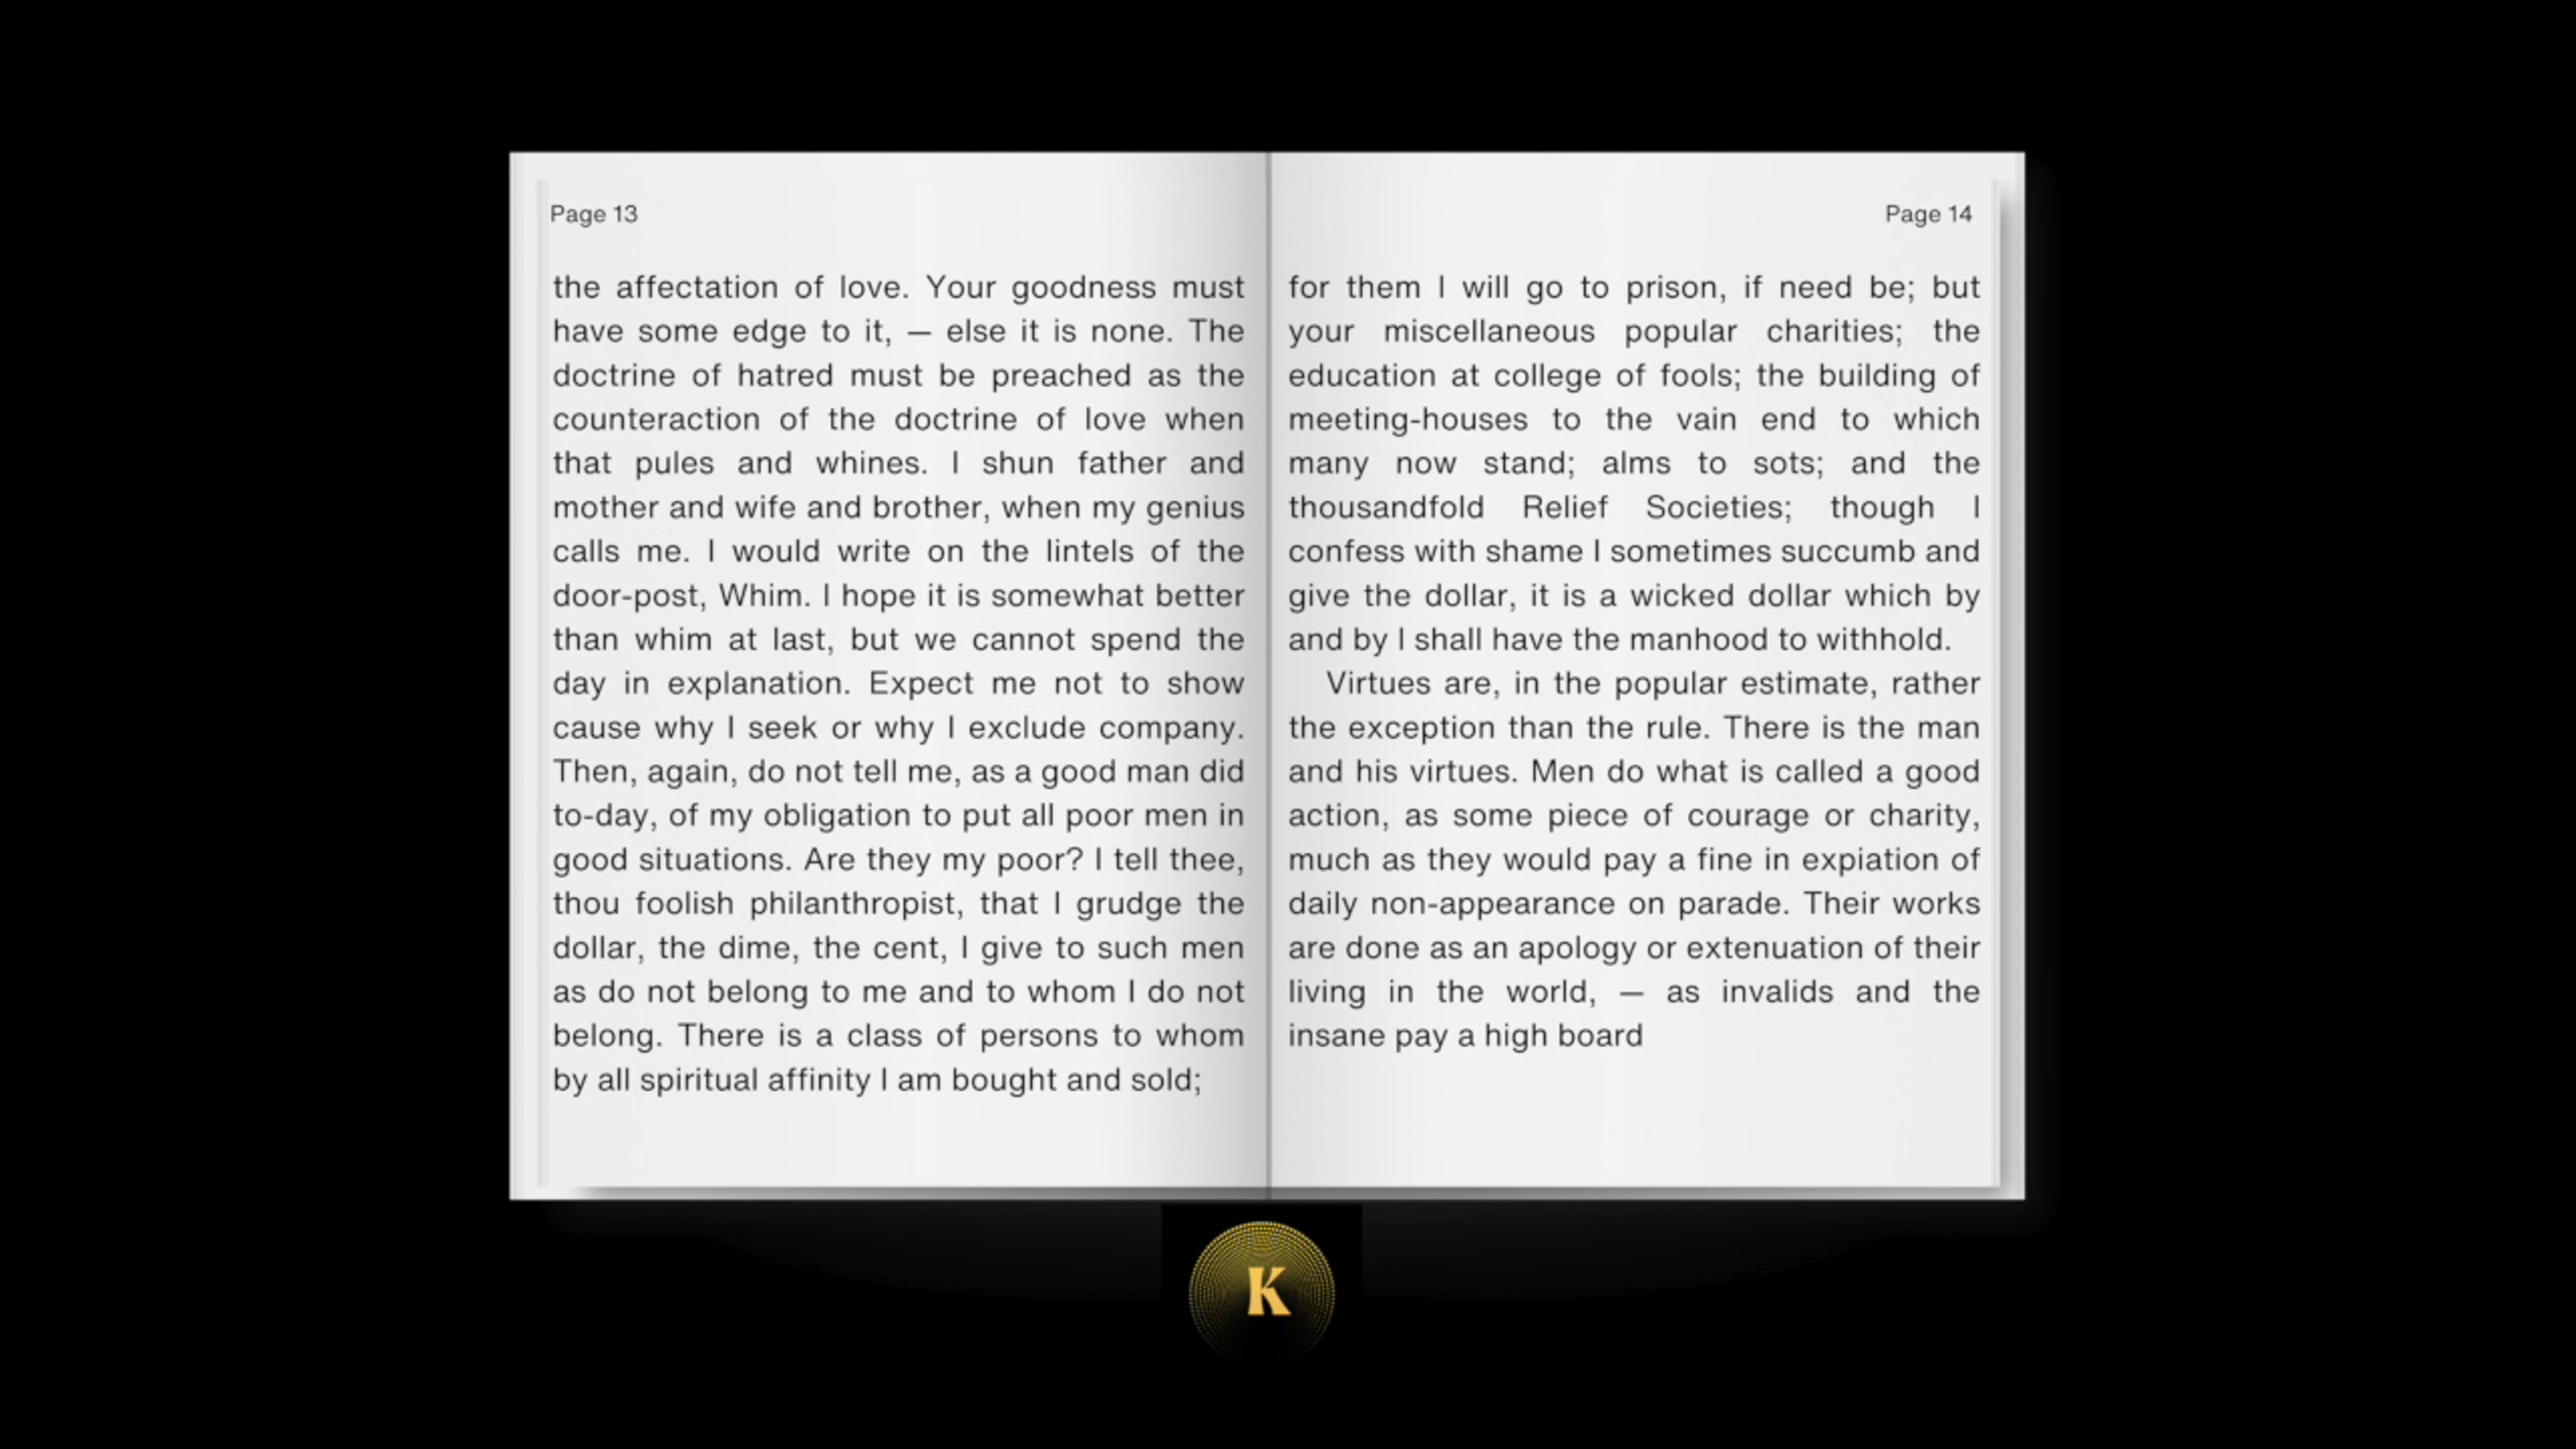 Page 13
the affectation of love. Your goodness must
have some edge to it, — else it is none. The
doctrine of hatred must be preached as the
counteraction of the doctrine of love when
that pules and whines. I shun father and
mother and wife and brother, when my genius
calls me. I would write on the lintels of the
door-post, Whim. I hope it is somewhat better
than whim at last, but we cannot spend the
day in explanation. Expect me not to show
cause why I seek or why I exclude company.
Then, again, do not tell me, as a good man did
to-day, of my obligation to put all poor men in
good situations. Are they my poor? I tell thee,
thou foolish philanthropist, that I grudge the
dollar, the dime, the cent, I give to such men
as do not belong to me and to whom I do not
belong. There is a class of persons to whom
by all spiritual affinity I am bought and sold;
Page 14
for them I will go to prison, if need be; but
your miscellaneous popular charities; the
education at college of fools; the building of
meeting-houses to the vain end to which
many now stand; alms to sots; and the
thousandfold Relief Societies; though I
confess with shame I sometimes succumb and
give the dollar, it is a wicked dollar which by
and by I shall have the manhood to withhold.
Virtues are, in the popular estimate, rather
the exception than the rule. There is the man
and his virtues. Men do what is called a good
action, as some piece of courage or charity,
much as they would pay a fine in expiation of
daily non-appearance on parade. Their works
are done as an apology or extenuation of their
living in the world, — as invalids and the
insane pay a high board
K